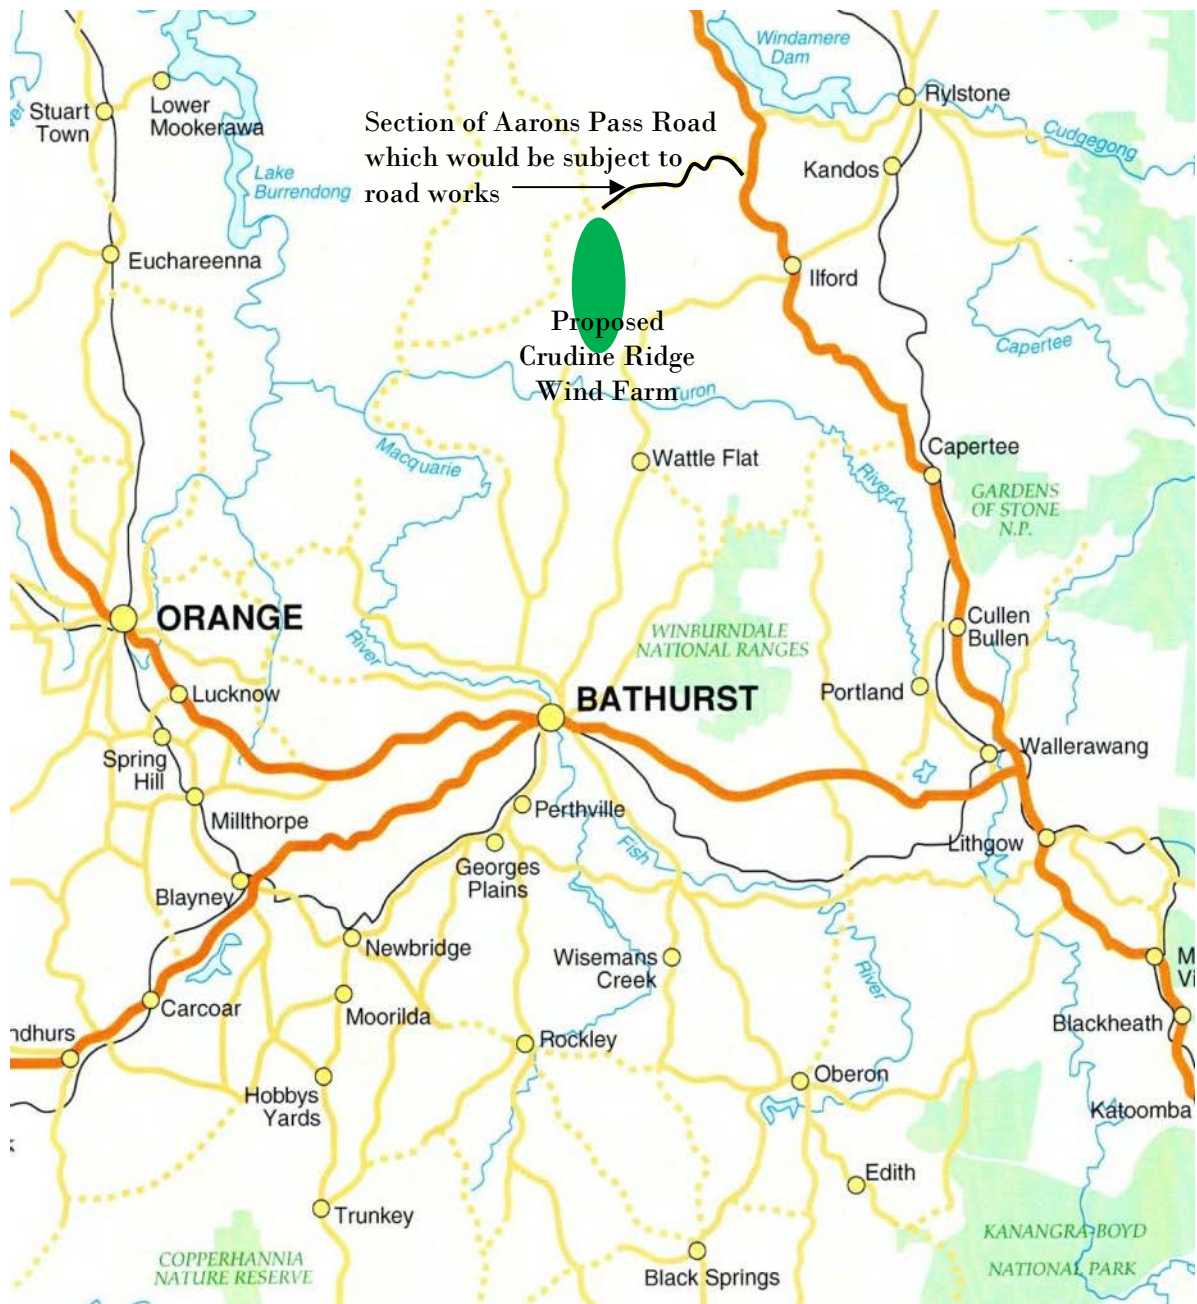 Windamere
Dam
Rylstone
Stuart
Town
Lower
Mookerawa
Section of Aarons Pass Road
which would be subject to
road works
Cudgegong
Kandos
Lake
Burrendong
Euchareenna
Ilford
Proposed
Crudine Ridge
Wind Farm
Capertee
Turon
Macquarie
Wattle Flat
Capertee
River
GARDENS
OF STONE
N.P.
ORANGE
Cullen
Bullen
River
WINBURNDALE
NATIONAL RANGES
Lucknow
BATHURST
Portland
Spring
Hill
Wallerawang
Millthorpe
Perthville
Fish
Lithgow
Georges
Plains
Blayney
Newbridge
Wisemans
Creek
River
M
Vi
Carcoar
Moorilda
ndhurs
Rockley
Blackheath
Hobbys
Yards
Oberon
Katoomba
Edith
Trunkey
KANANGRA-BOYD
NATIONAL PARK
COPPERHANNIA
NATURE RESERVE
Black Springs